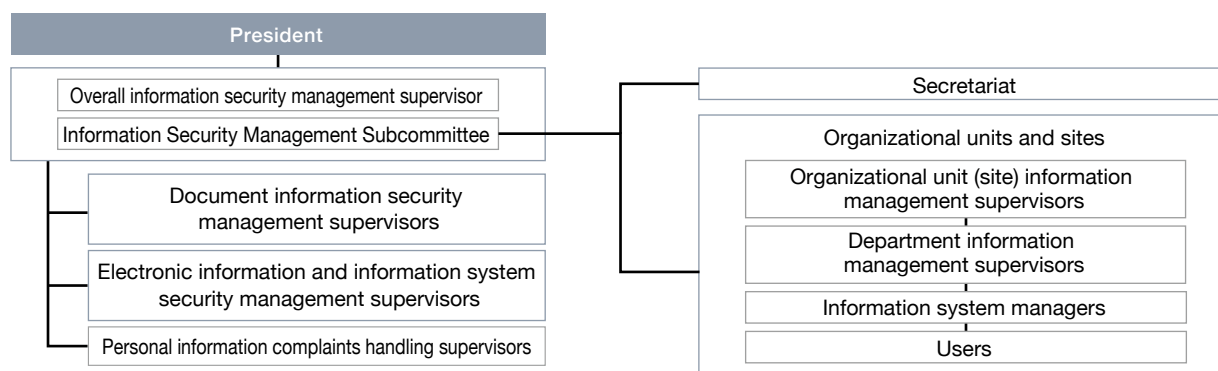 President
Overall information security management supervisor
Information Security Management Subcommittee
Document information security
management supervisors
Electronic information and information system
security management supervisors
Personal information complaints handling supervisors
Secretariat
Organizational units and sites
Organizational unit (site) information
management supervisors
Department information
management supervisors
Information system managers
Users